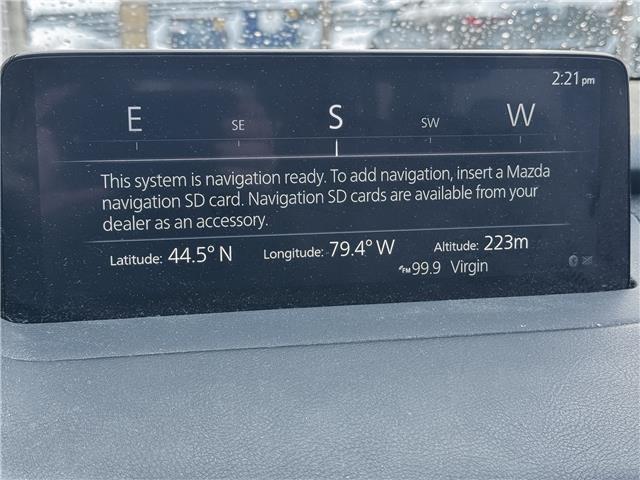 2:21 pm
E SE S SW W
This system is navigation ready. To add navigation, insert a Mazda
navigation SD card. Navigation SD cards are available from your
dealer as an accessory.
Latitude: 44.5° N Longitude: 79.4° W Altitude: 223m
FM 99.9 Virgin